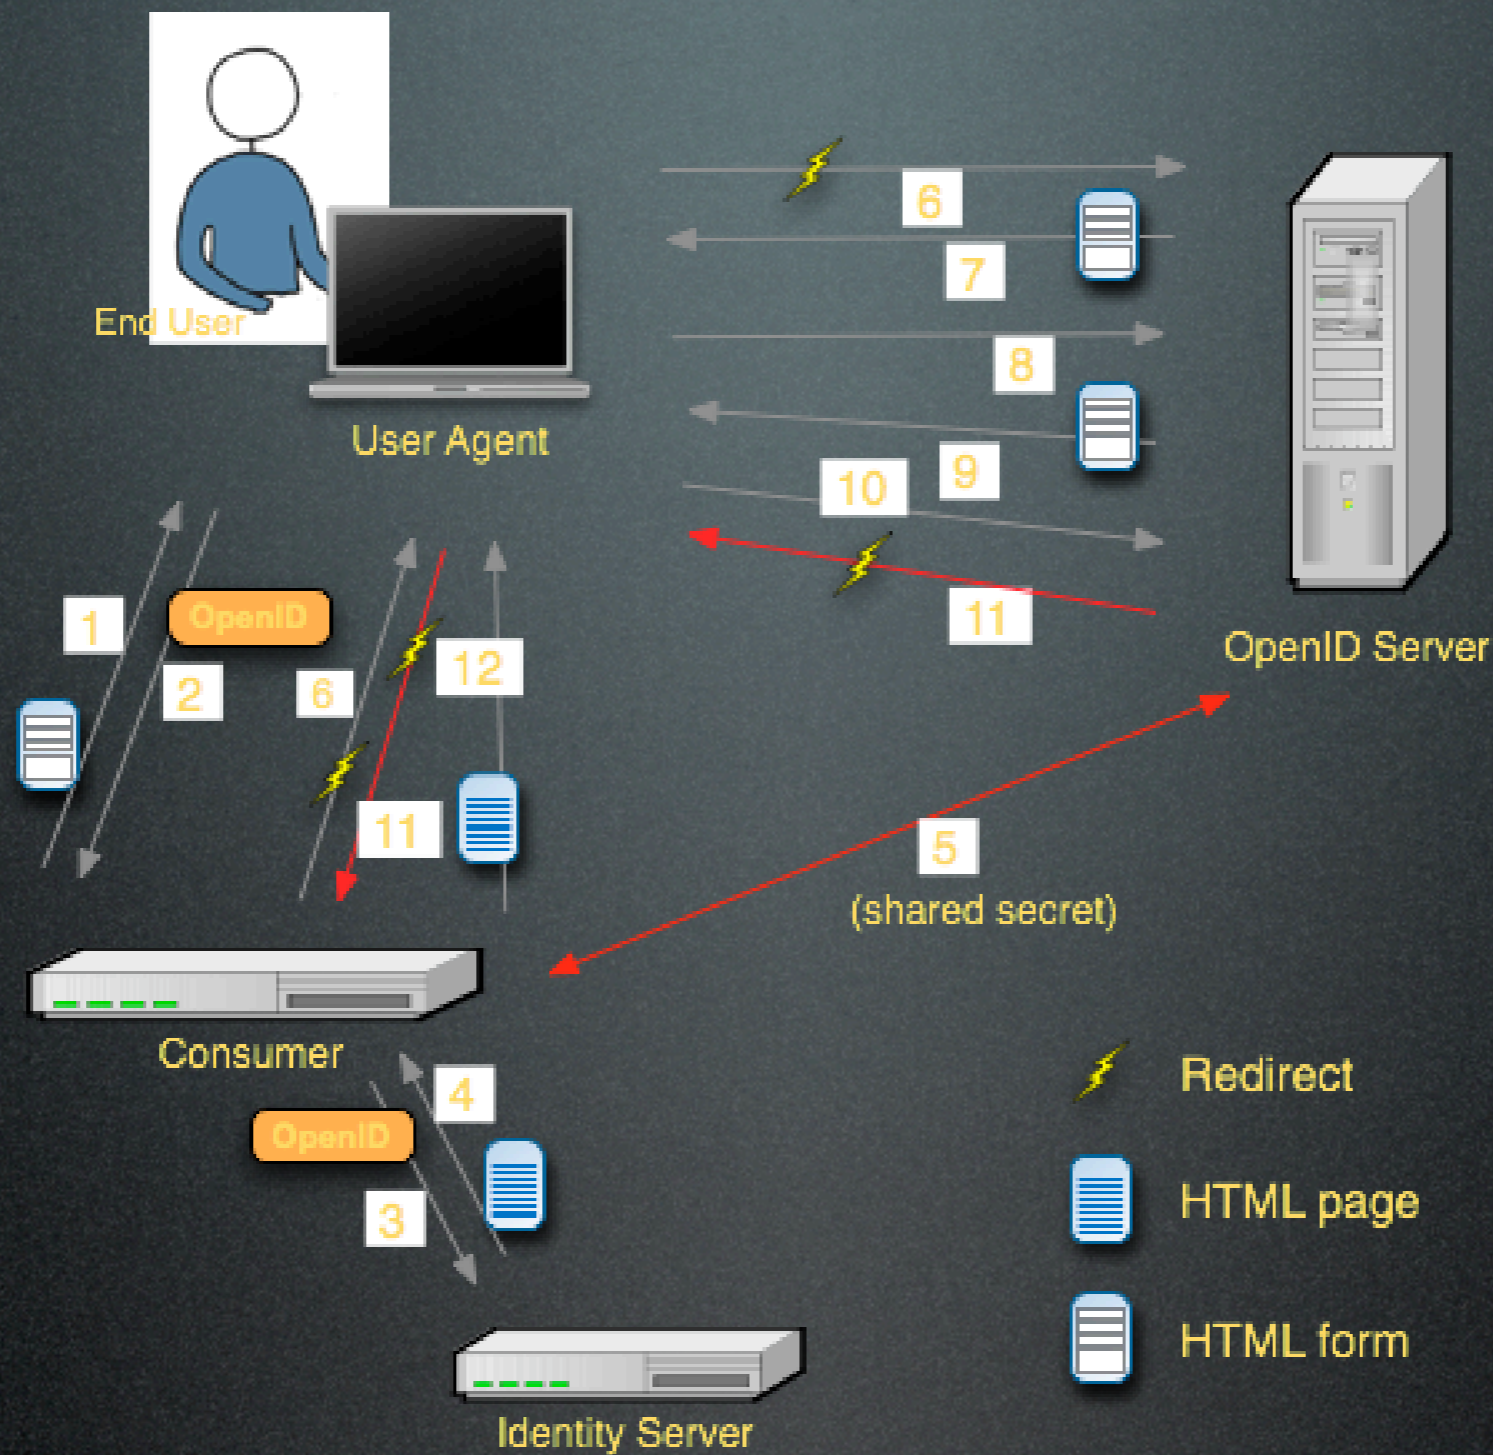 End User
User Agent
6
7
8
9
10
11
OpenID Server
1
OpenID
2
6
12
11
5
(shared secret)
Consumer
4
OpenID
3
Identity Server
Redirect
HTML page
HTML form